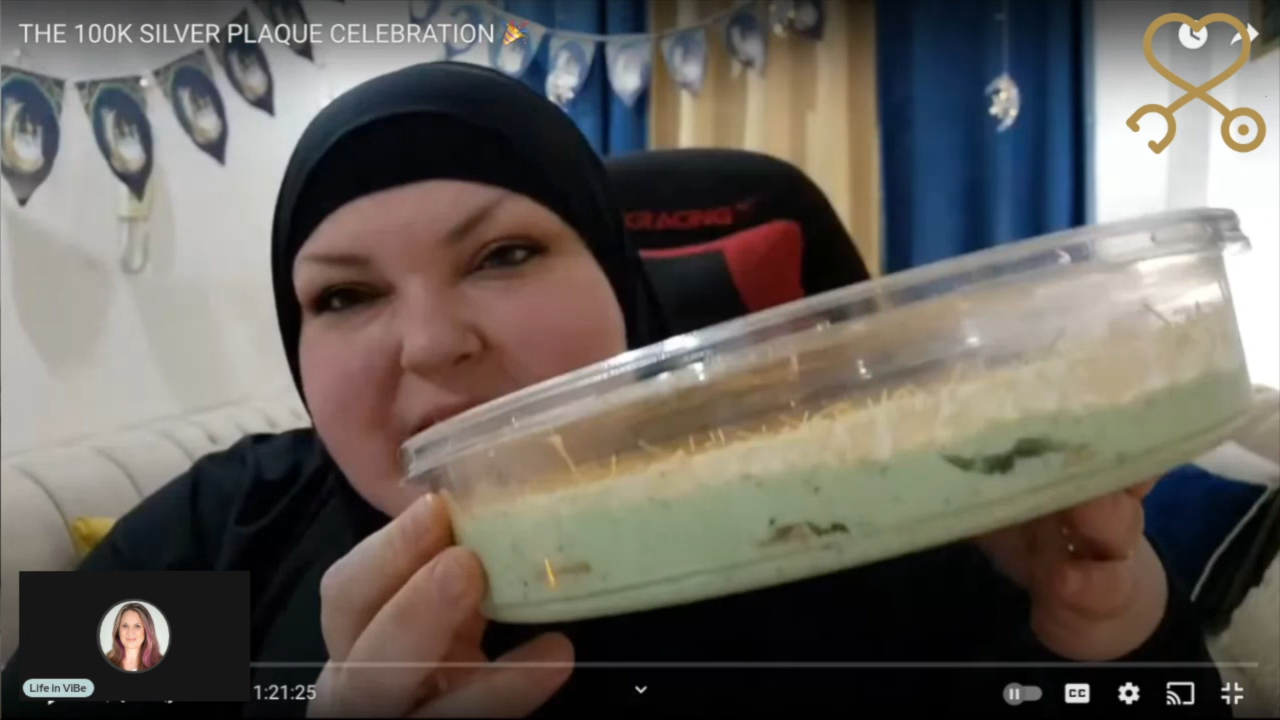 THE 100K SILVER PLAQUE CELEBRATION 🎉
RACING
Life in ViBe
1:21:25
CC